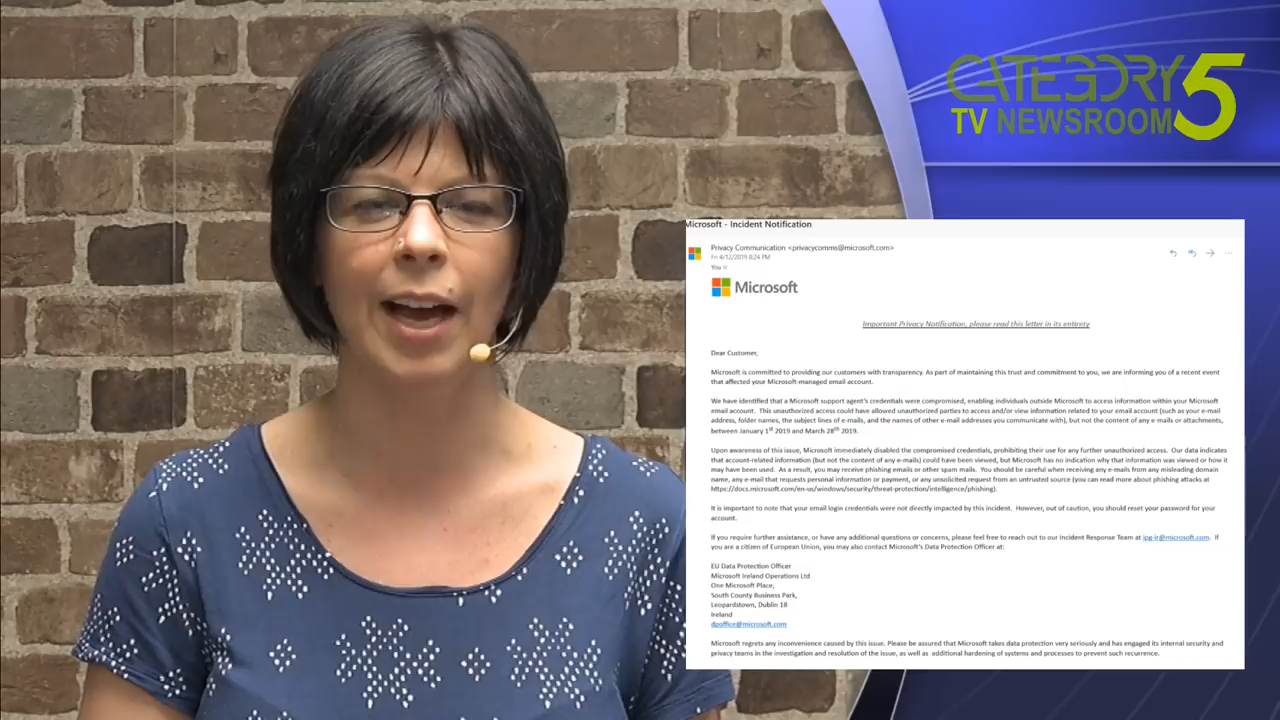 CATEGORY5
TV NEWSROOM
Microsoft - Incident Notification
Privacy Communication <privacycomms@microsoft.com>
Fri 4/12/2019 8:24 PM
You
Microsoft
Important Privacy Notification, please read this letter in its entirety
Dear Customer,
Microsoft is committed to providing our customers with transparency. As part of maintaining this trust and commitment to you, we are informing you of a recent event
that affected your Microsoft-managed email account.
We have identified that a Microsoft support agent's credentials were compromised, enabling individuals outside Microsoft to access information within your Microsoft
email account. This unauthorized access could have allowed unauthorized parties to access and/or view information related to your email account (such as your e-mail
address, folder names, the subject lines of e-mails, and the names of other e-mail addresses you communicate with), but not the content of any e-mails or attachments,
between January 1st 2019 and March 28th 2019.
Upon awareness of this issue, Microsoft immediately disabled the compromised credentials, prohibiting their use for any further unauthorized access. Our data indicates
that account-related information (but not the content of any e-mails) could have been viewed, but Microsoft has no indication why that information was viewed or how it
may have been used. As a result, you may receive phishing emails or other spam mails. You should be careful when receiving any e-mails from any misleading domain
name, any e-mail that requests personal information or payment, or any unsolicited request from an untrusted source (you can read more about phishing attacks at
https://docs.microsoft.com/en-us/windows/security/threat-protection/intelligence/phishing).
It is important to note that your email login credentials were not directly impacted by this incident. However, out of caution, you should reset your password for your
account.
If you require further assistance, or have any additional questions or concerns, please feel free to reach out to our Incident Response Team at ipg-ir@microsoft.com. If
you are a citizen of European Union, you may also contact Microsoft's Data Protection Officer at:
EU Data Protection Officer
Microsoft Ireland Operations Ltd
One Microsoft Place,
South County Business Park,
Leopardstown, Dublin 18
Ireland
dpoffice@microsoft.com
Microsoft regrets any inconvenience caused by this issue. Please be assured that Microsoft takes data protection very seriously and has engaged its internal security and
privacy teams in the investigation and resolution of the issue, as well as additional hardening of systems and processes to prevent such recurrence.